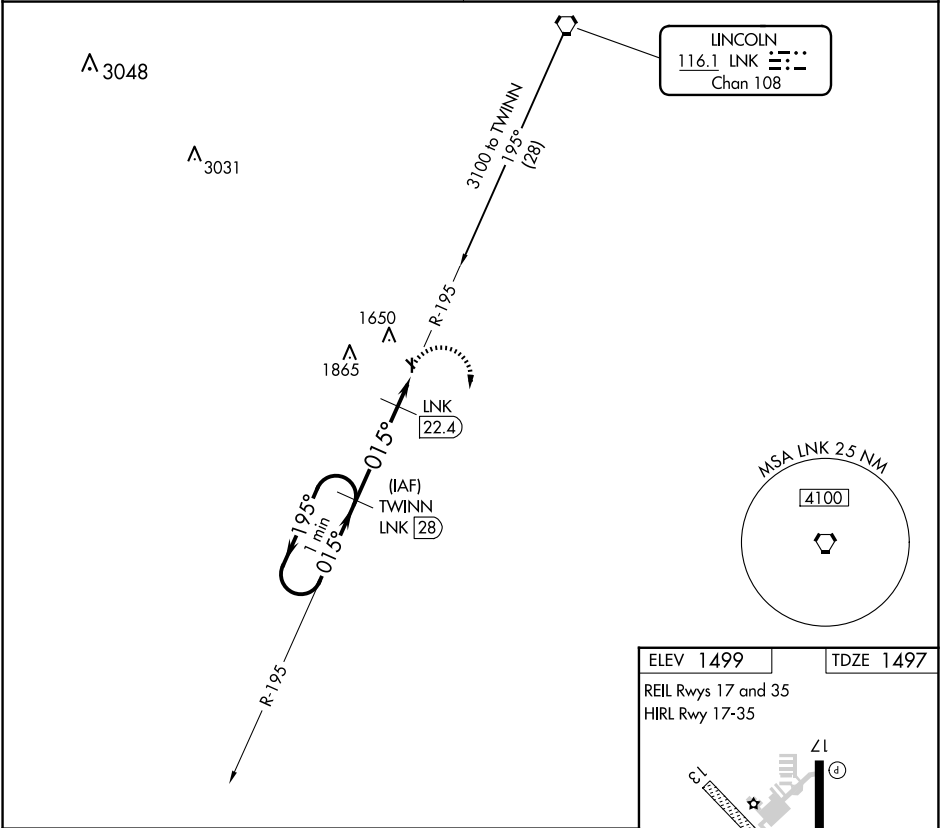 3048
3031
LINCOLN
116.1 LNK
Chan 108
3100 to TWINN
195°
(28)
R-195
1650
1865
LNK
22.4
015°
(IAF)
TWINN
LNK 28
195°
1 min
015°
R-195
MSA LNK 25 NM
4100
ELEV 1499
TDZE 1497
REIL Rwys 17 and 35
HIRL Rwy 17-35
17
P
13